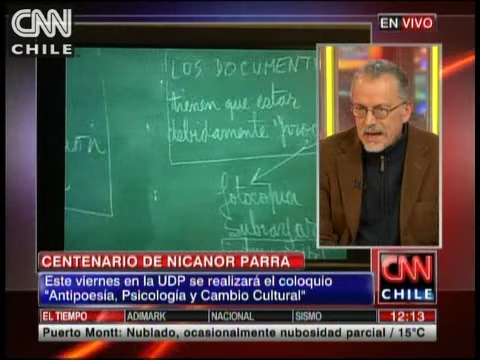 CNN
CHILE
EN VIVO
LOS DOCUMENT
tienen que estar
debidamente
fotocopia
Subrayar
CENTENARIO DE NICANOR PARRA
Este viernes en la UDP se realizará el coloquio
"Antipoesía, Psicología y Cambio Cultural"
CNN
CHILE
EL TIEMPO ADIMARK NACIONAL SISMO 12:13
Puerto Montt: Nublado, ocasionalmente nubosidad parcial / 15°C